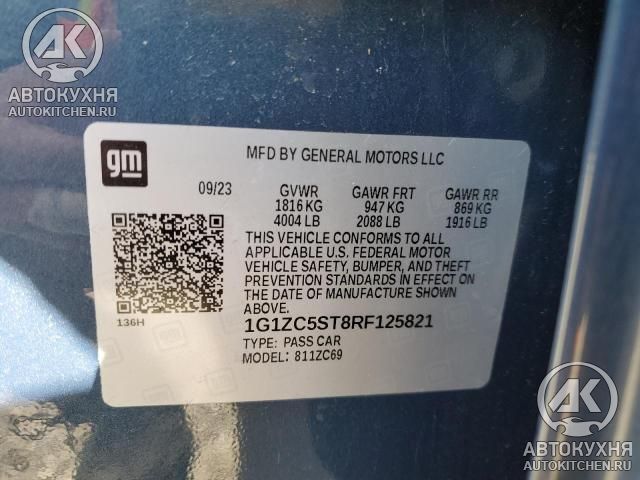 AK
АВТОКУХНЯ
AUTOKITCHEN.RU
gm
MFD BY GENERAL MOTORS LLC
09/23 GVWR GAWR FRT GAWR RR
1816 KG 947 KG 869 KG
4004 LB 2088 LB 1916 LB
THIS VEHICLE CONFORMS TO ALL
APPLICABLE U.S. FEDERAL MOTOR
VEHICLE SAFETY, BUMPER, AND THEFT
PREVENTION STANDARDS IN EFFECT
ON THE DATE OF MANUFACTURE SHOWN
ABOVE.
136H
1G1ZC5ST8RF125821
TYPE: PASS CAR
MODEL: 811ZC69
AK
АВТОКУХНЯ
AUTOKITCHEN.RU